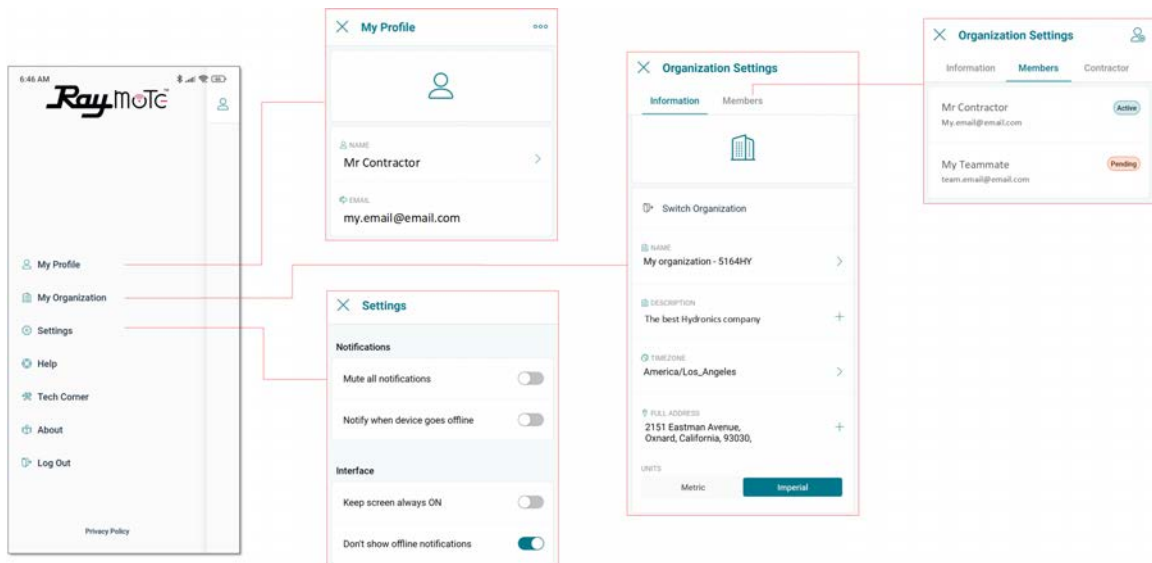 6:46 AM
Raymote
My Profile
My Organization
Settings
Help
Tech Corner
About
Log Out
Privacy Policy
My Profile
NAME
Mr Contractor
EMAIL
my.email@email.com
Settings
Notifications
Mute all notifications
Notify when device goes offline
Interface
Keep screen always ON
Don't show offline notifications
Organization Settings
Information Members
Switch Organization
NAME
My organization - 5164HY
DESCRIPTION
The best Hydronics company
TIMEZONE
America/Los_Angeles
FULL ADDRESS
2151 Eastman Avenue,
Oxnard, California, 93030,
UNITS
Metric Imperial
Organization Settings
Information Members Contractor
Mr Contractor Active
My.email@email.com
My Teammate Pending
team.email@email.com